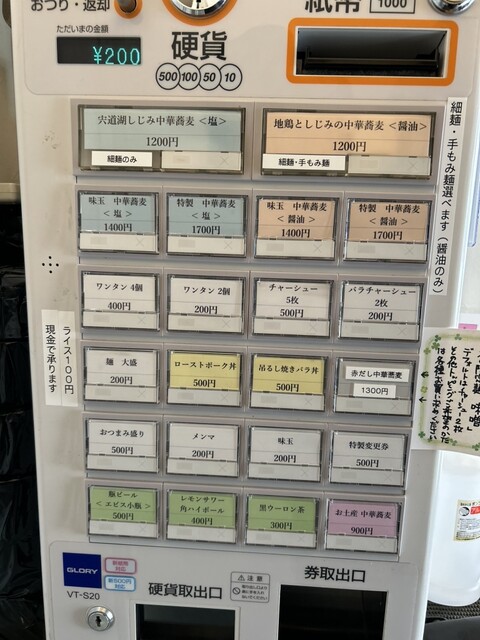 おつり・返却
紙幣
1000
ただいまの金額
¥200
硬貨
500 100 50 10
宍道湖しじみ中華蕎麦 <塩>
1200円
細麺のみ
地鶏としじみの中華蕎麦 <醤油>
1200円
細麺・手もみ麺
細麺・手もみ麺選べます(醤油のみ)
味玉 中華蕎麦
<塩>
1400円
特製 中華蕎麦
<塩>
1700円
味玉 中華蕎麦
<醤油>
1400円
特製 中華蕎麦
<醤油>
1700円
ワンタン 4個
400円
ワンタン 2個
200円
チャーシュー
5枚
500円
バラチャーシュー
2枚
200円
ライス100円
現金で承ります
麺 大盛
200円
ローストポーク丼
500円
吊るし焼きバラ丼
500円
赤だし中華蕎麦
1300円
おつまみ盛り
500円
メンマ
200円
味玉
200円
特製変更券
500円
瓶ビール
<エビス小瓶>
500円
レモンサワー
角ハイボール
400円
黒ウーロン茶
300円
お土産 中華蕎麦
900円
GLORY
新紙幣
対応
新500円
対応
VT-S20
硬貨取出口
注意
券取出口